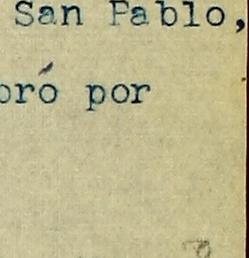 San Pablo,
oró por